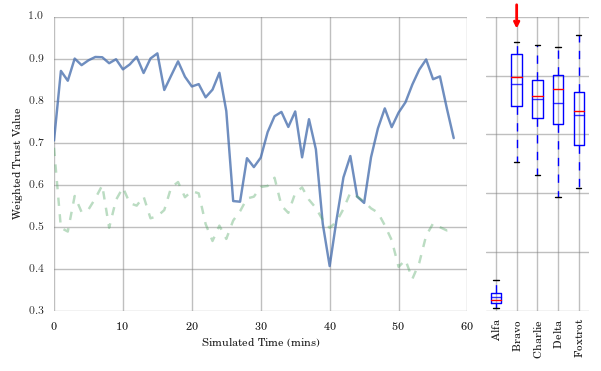 1.0
0.9
0.8
0.7
0.6
0.5
0.4
0.3
Weighted Trust Value
0 10 20 30 40 50 60
Simulated Time (mins)
Alfa
Bravo
Charlie
Delta
Foxtrot